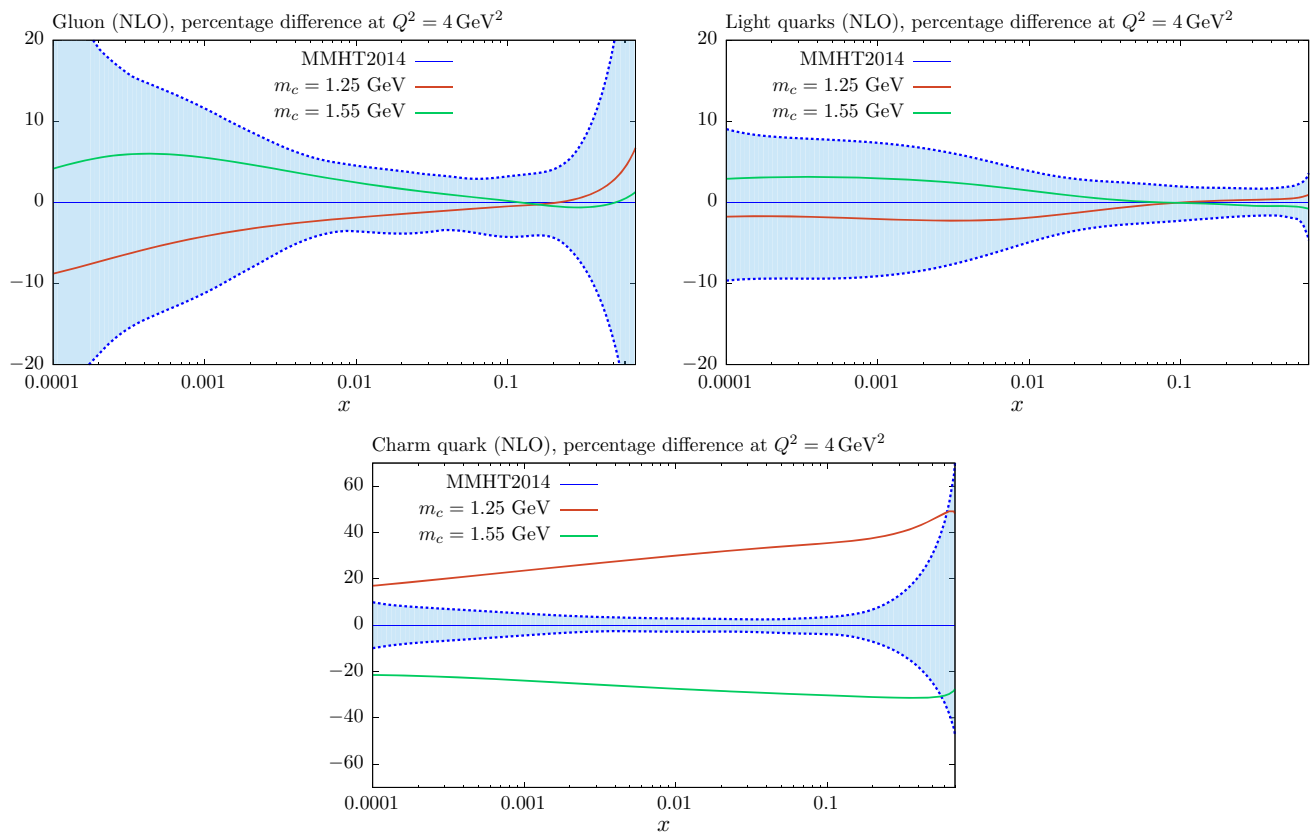 Gluon (NLO), percentage difference at Q² = 4 GeV²
20
10
0
−10
−20
MMHT2014
m_c = 1.25 GeV
m_c = 1.55 GeV
0.0001
0.001
0.01
0.1
x
Light quarks (NLO), percentage difference at Q² = 4 GeV²
20
10
0
−10
−20
MMHT2014
m_c = 1.25 GeV
m_c = 1.55 GeV
0.0001
0.001
0.01
0.1
x
Charm quark (NLO), percentage difference at Q² = 4 GeV²
60
40
20
0
−20
−40
−60
MMHT2014
m_c = 1.25 GeV
m_c = 1.55 GeV
0.0001
0.001
0.01
0.1
x